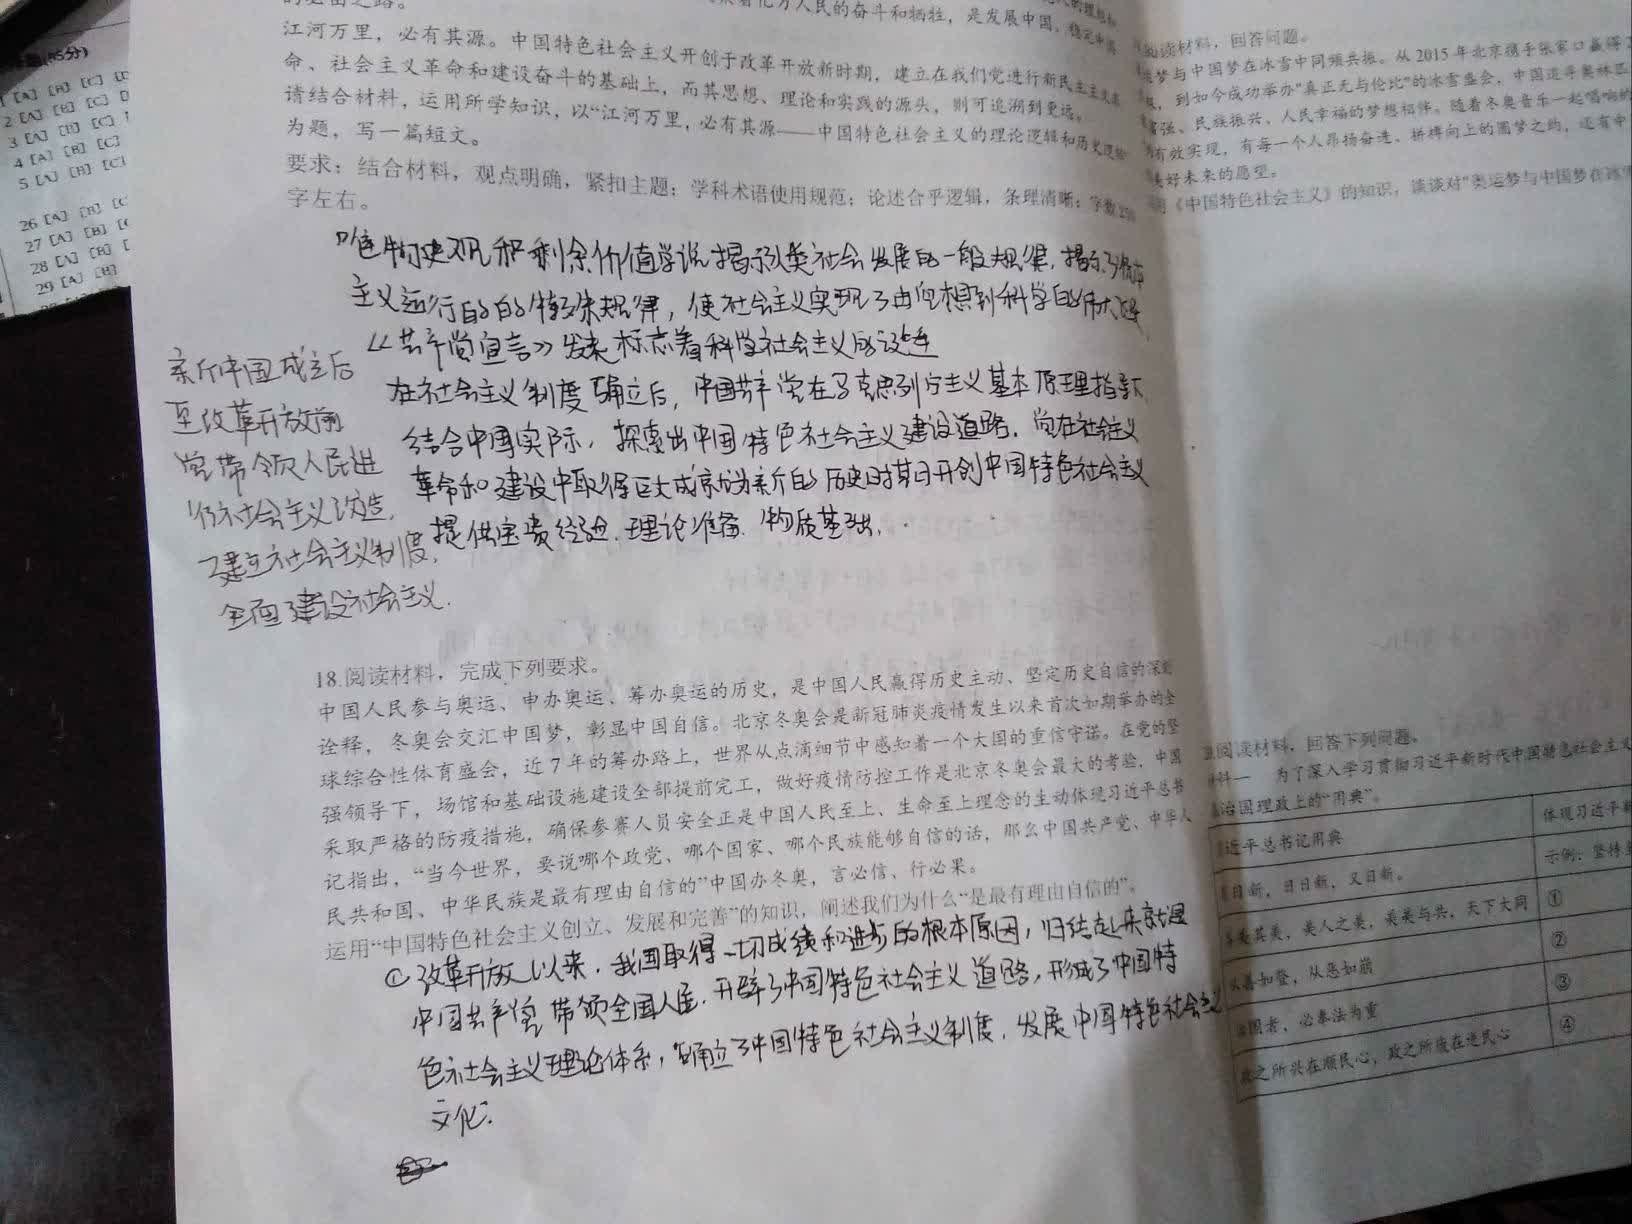 的必由之路。
江河万里，必有其源。中国特色社会主义开创于改革开放新时期，建立在我们党进行新民主主义革
命、社会主义革命和建设奋斗的基础上，而其思想、理论和实践的源头，则可追溯到更远。
请结合材料，运用所学知识，以“江河万里，必有其源——中国特色社会主义的理论逻辑和历史逻辑”
为题，写一篇短文。
要求：结合材料，观点明确，紧扣主题；学科术语使用规范；论述合乎逻辑，条理清晰；字数
字左右。
唯物史观和剩余价值学说揭示人类社会发展的一般规律，揭示了资本
主义运行的的特殊规律，使社会主义实现了由空想到科学的伟大飞跃
《共产党宣言》发表标志着科学社会主义的诞生
在社会主义制度确立后，中国共产党在马克思列宁主义基本原理指导下，
结合中国实际，探索出中国特色社会主义建设道路，党在社会主义
革命和建设中取得巨大成就为新的历史时期开创中国特色社会主义
提供宝贵经验、理论准备、物质基础.
新中国成立后
至改革开放前
党带领人民进
行社会主义改造，
建立社会主义制度，
全面建设社会主义.
18.阅读材料，完成下列要求。
中国人民参与奥运、申办奥运、筹办奥运的历史，是中国人民赢得历史主动、坚定历史自信的深刻
诠释，冬奥会交汇中国梦，彰显中国自信。北京冬奥会是新冠肺炎疫情发生以来首次如期举办的全
球综合性体育盛会，近7年的筹办路上，世界从点滴细节中感知着一个大国的重信守诺。在党的坚
强领导下，场馆和基础设施建设全部提前完工，做好疫情防控工作是北京冬奥会最大的考验，中国
采取严格的防疫措施，确保参赛人员安全正是中国人民至上、生命至上理念的生动体现习近平总书
记指出，“当今世界，要说哪个政党、哪个国家、哪个民族能够自信的话，那么中国共产党、中华人
民共和国、中华民族是最有理由自信的”中国办冬奥，言必信、行必果。
运用“中国特色社会主义创立、发展和完善”的知识，阐述我们为什么“是最有理由自信的”。
① 改革开放以来，我国取得一切成绩和进步的根本原因，归结起来就是
中国共产党带领全国人民，开辟了中国特色社会主义道路，形成了中国特
色社会主义理论体系，确立了中国特色社会主义制度，发展中国特色社会主义
文化.
阅读材料，回答问题。
梦与中国梦在冰雪中同频共振。从2015年北京携手张家口赢得
，到如今成功举办“真正无与伦比”的冰雪盛会，中国追寻奥林匹
富强、民族振兴、人民幸福的梦想相伴。随着冬奥音乐一起唱响的
有效实现，有每一个人昂扬奋进、拼搏向上的圆梦之约，还有中
美好未来的愿望。
《中国特色社会主义》的知识，谈谈对“奥运梦与中国梦在
阅读材料，回答下列问题。
材料一 为了深入学习贯彻习近平新时代中国特色社会主义
治国理政上的“用典”。
近平总书记用典
体现习近平新
日新，日日新，又日新。
示例：坚持
美其美，美人之美，美美与共，天下大同
①
从善如登，从恶如崩
②
国者，必奉法为重
③
政之所兴在顺民心，政之所废在逆民心
④
1 [A] [B] [C]
2 [A] [B] [C]
3 [A] [B] [C]
4 [A] [B] [C]
5 [A] [B] [C]
26 [A] [B] [C]
27 [A] [B]
28 [A] [B]
29 [A] [B]